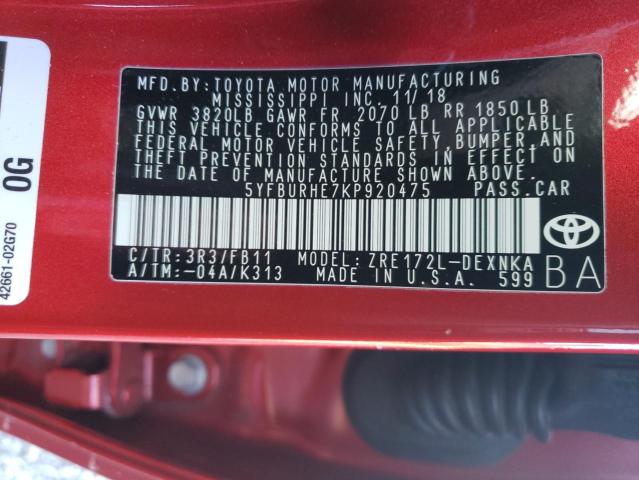 MFD.BY:TOYOTA MOTOR MANUFACTURING
MISSISSIPPI INC. 11/18
GVWR 3820LB GAWR FR 2070 LB RR 1850 LB
THIS VEHICLE CONFORMS TO ALL APPLICABLE
FEDERAL MOTOR VEHICLE SAFETY,BUMPER,AND
THEFT PREVENTION STANDARDS IN EFFECT ON
THE DATE OF MANUFACTURE SHOWN ABOVE.
5YFBURHE7KP920475 PASS.CAR
C/TR:3R3/FB11 MODEL:ZRE172L-DEXNKA
A/TM:-04A/K313 MADE IN U.S.A. 599
BA
OG
42661-02G70